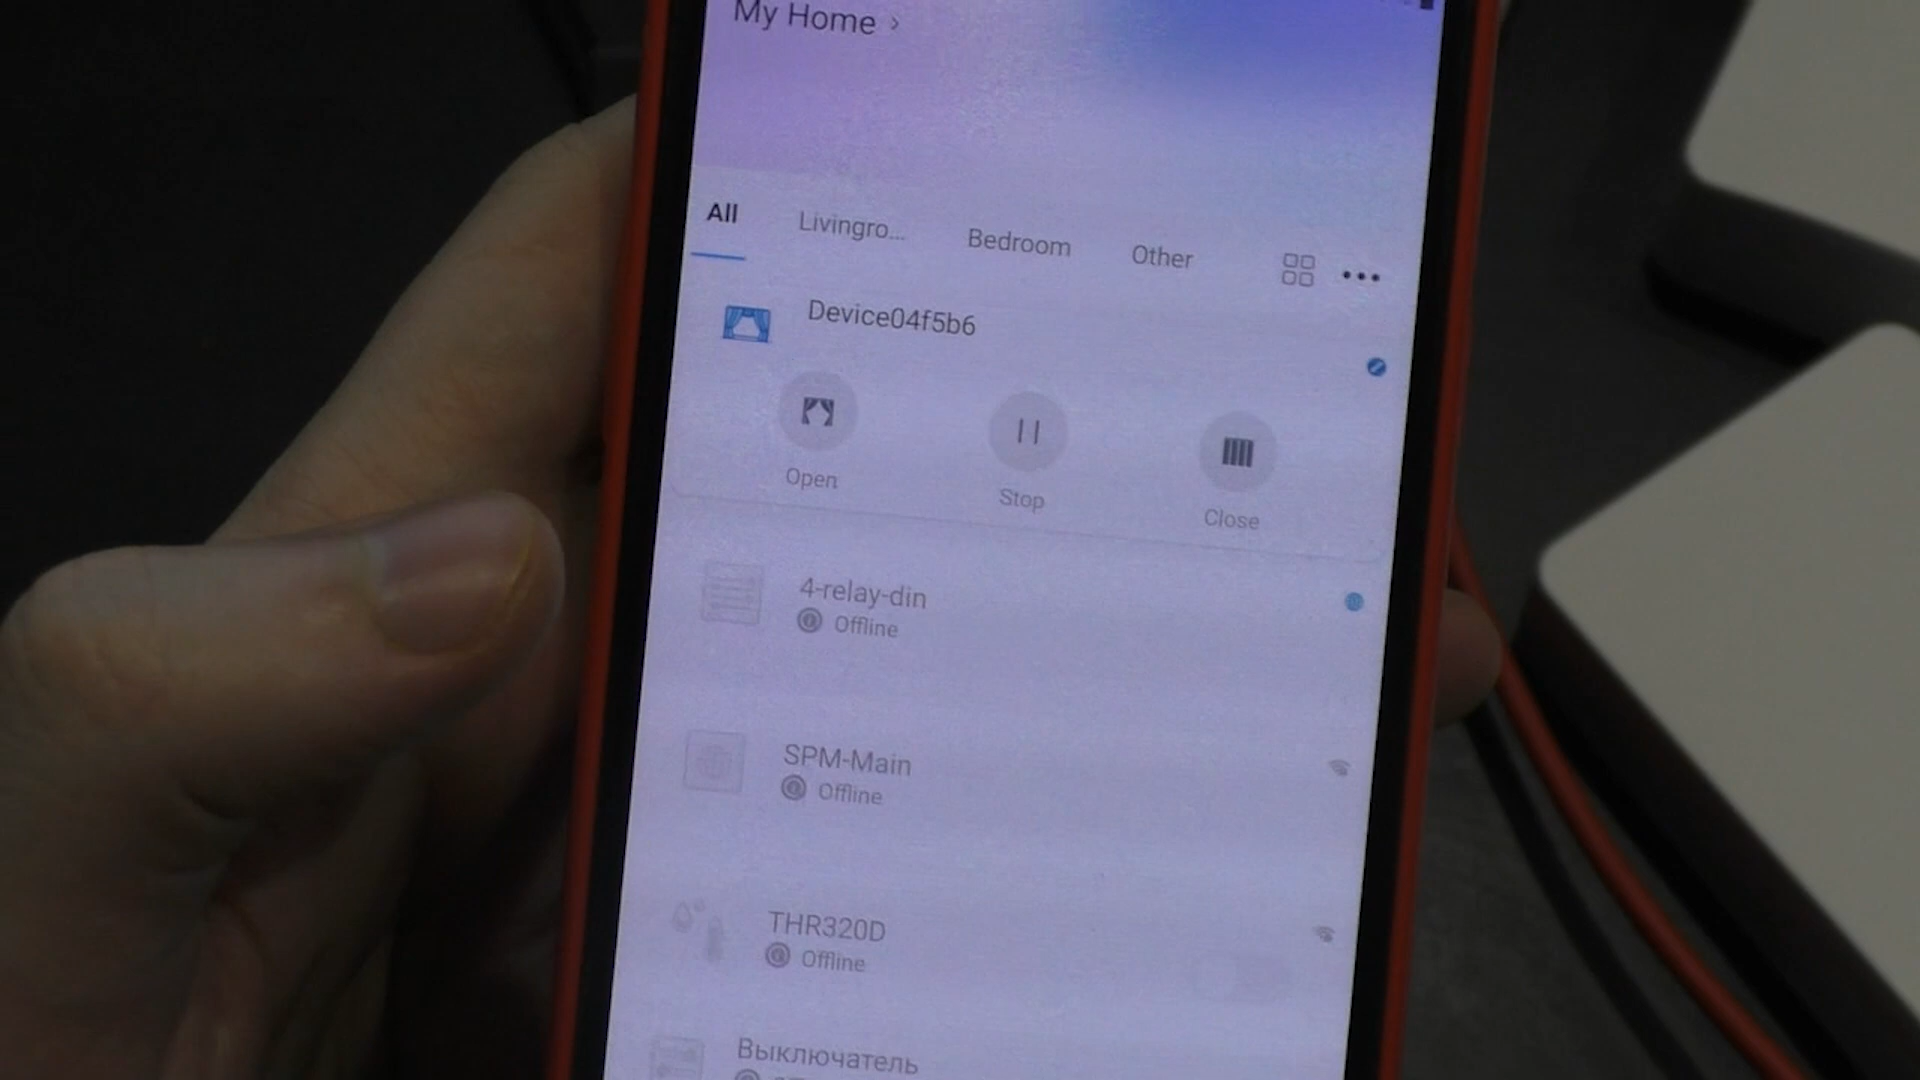 My Home
All Livingro... Bedroom Other
Device04f5b6
Open Stop Close
4-relay-din
Offline
SPM-Main
Offline
THR320D
Offline
Выключатель